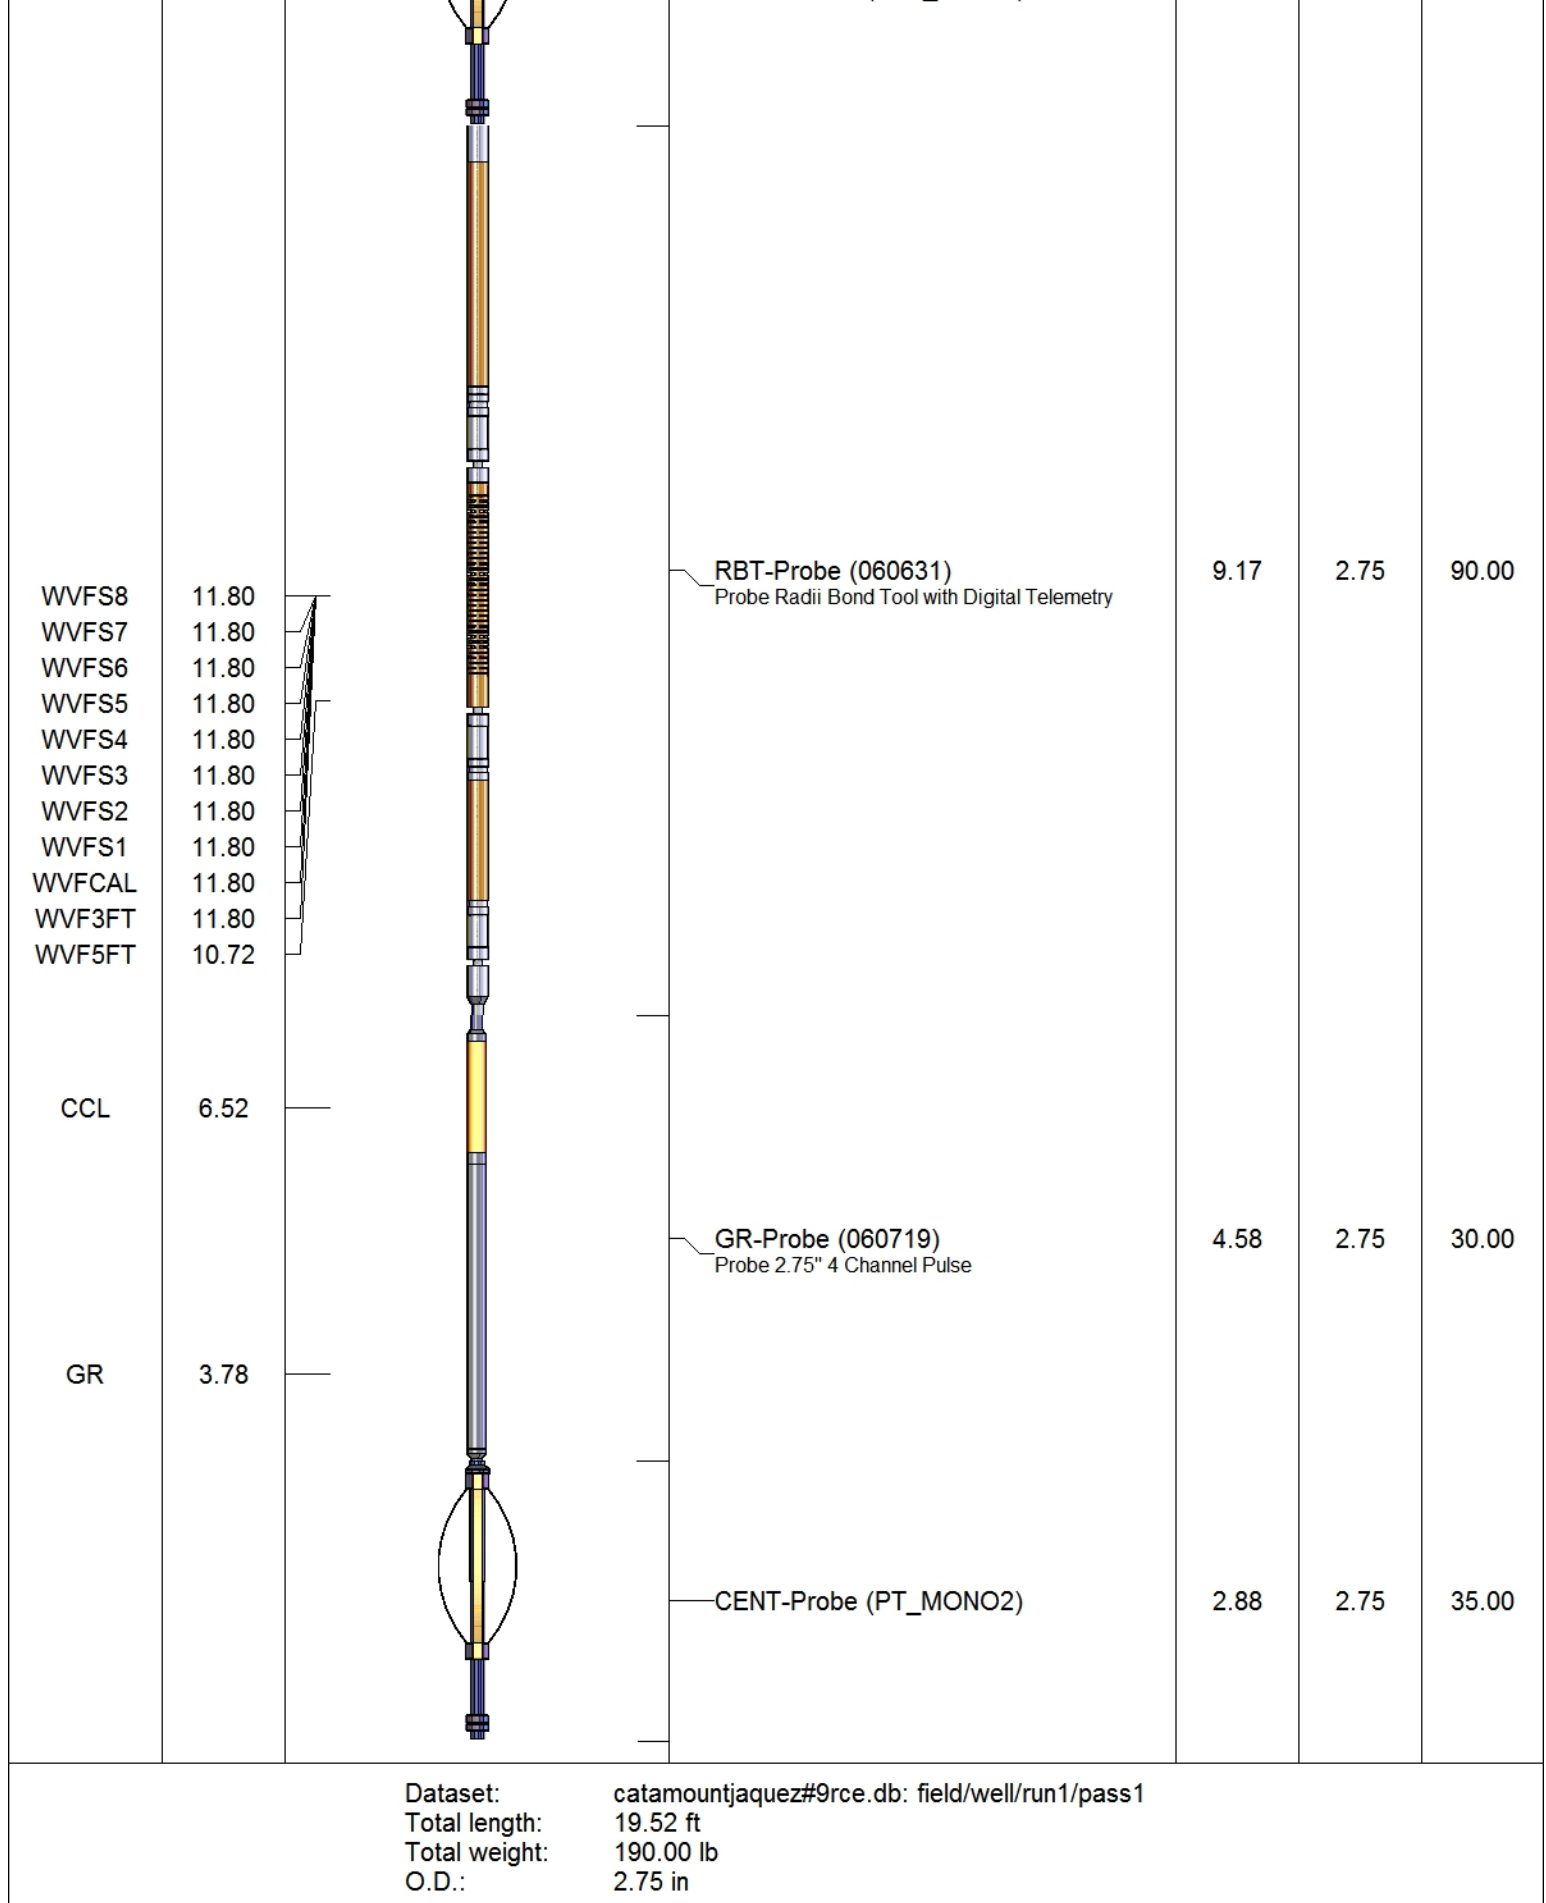 RBT-Probe (060631) 9.17 2.75 90.00
Probe Radii Bond Tool with Digital Telemetry
WVFS8 11.80
WVFS7 11.80
WVFS6 11.80
WVFS5 11.80
WVFS4 11.80
WVFS3 11.80
WVFS2 11.80
WVFS1 11.80
WVFCAL 11.80
WVF3FT 11.80
WVF5FT 10.72
CCL 6.52
GR-Probe (060719) 4.58 2.75 30.00
Probe 2.75" 4 Channel Pulse
GR 3.78
CENT-Probe (PT_MONO2) 2.88 2.75 35.00
Dataset: catamountjaquez#9rce.db: field/well/run1/pass1
Total length: 19.52 ft
Total weight: 190.00 lb
O.D.: 2.75 in